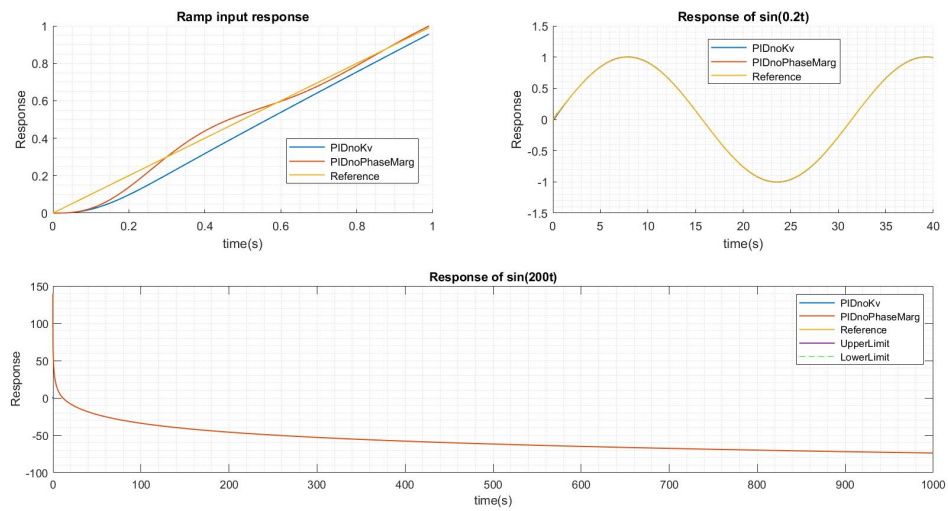 Ramp input response
Response
1
0.8
0.6
0.4
0.2
0
0
0.2
0.4
0.6
0.8
1
time(s)
PIDnoKv
PIDnoPhaseMarg
Reference
Response of sin(0.2t)
Response
1.5
1
0.5
0
-0.5
-1
-1.5
0
5
10
15
20
25
30
35
40
time(s)
PIDnoKv
PIDnoPhaseMarg
Reference
Response of sin(200t)
Response
150
100
50
0
-50
-100
0
100
200
300
400
500
600
700
800
900
1000
time(s)
PIDnoKv
PIDnoPhaseMarg
Reference
UpperLimit
LowerLimit